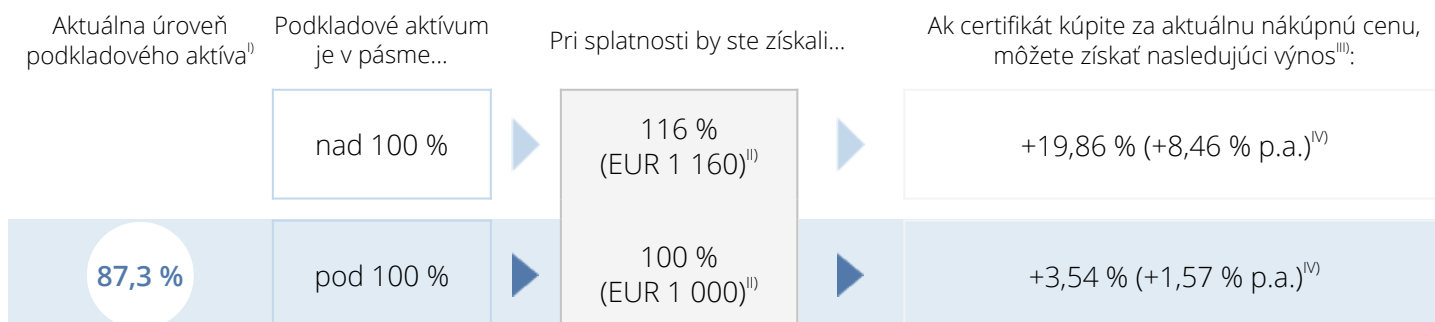 Aktuálna úroveň
podkladového aktíva I)
Podkladové aktívum
je v pásme...
Pri splatnosti by ste získali...
Ak certifikát kúpite za aktuálnu nákupnú cenu,
môžete získať nasledujúci výnos III):
nad 100 %
116 %
(EUR 1 160) II)
+19,86 % (+8,46 % p.a.) IV)
87,3 %
pod 100 %
100 %
(EUR 1 000) II)
+3,54 % (+1,57 % p.a.) IV)